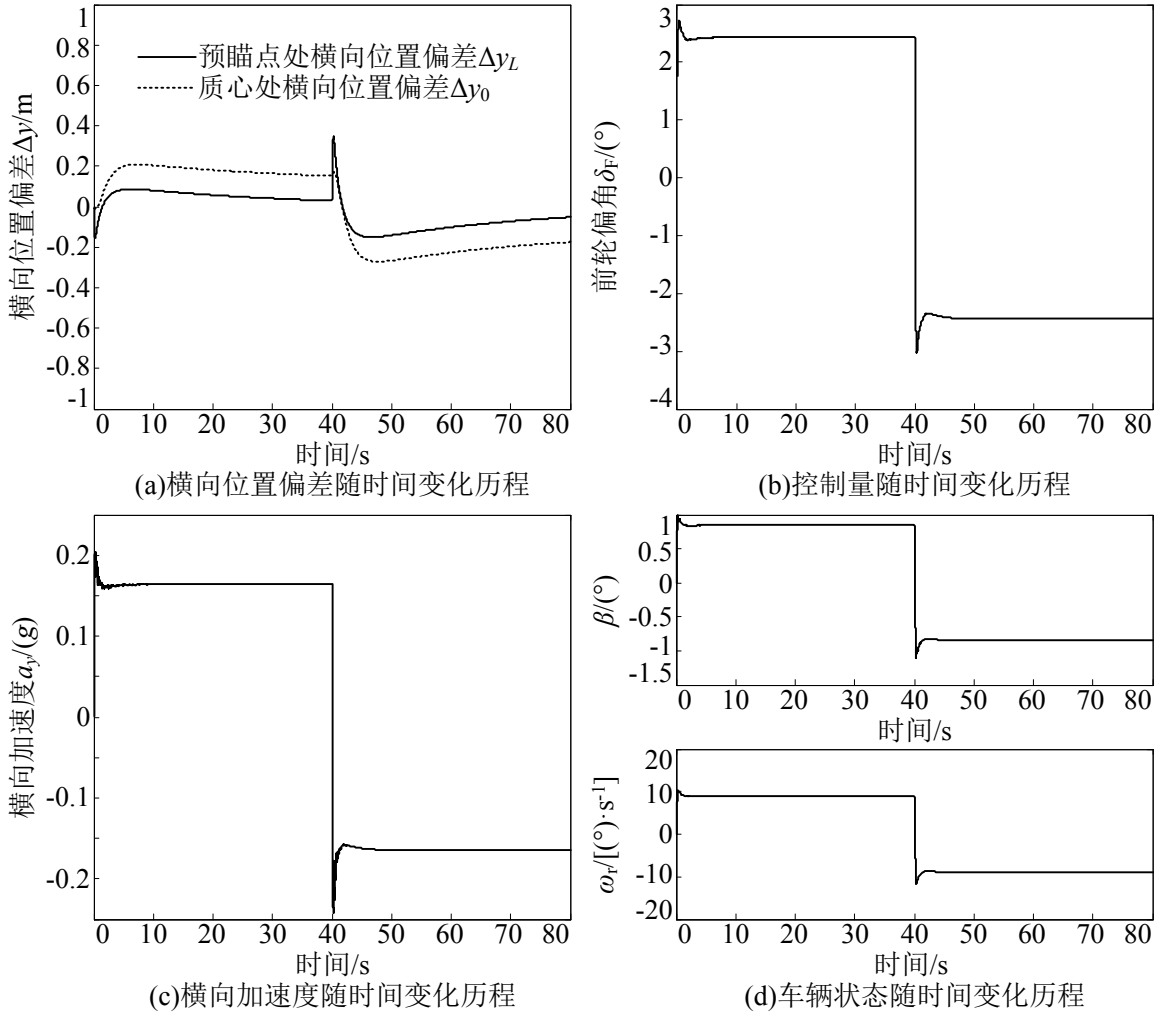 1
0.8
0.6
0.4
0.2
0
-0.2
-0.4
-0.6
-0.8
-1
横向位置偏差Δy/m
预瞄点处横向位置偏差Δy_L
质心处横向位置偏差Δy_0
0 10 20 30 40 50 60 70 80
时间/s
(a)横向位置偏差随时间变化历程
3
2
1
0
-1
-2
-3
-4
前轮偏角δ_F/(°)
0 10 20 30 40 50 60 70 80
时间/s
(b)控制量随时间变化历程
0.2
0.1
0
-0.1
-0.2
横向加速度a_y/(g)
0 10 20 30 40 50 60 70 80
时间/s
(c)横向加速度随时间变化历程
1
0.5
0
-0.5
-1
-1.5
β/(°)
0 10 20 30 40 50 60 70 80
时间/s
20
10
0
-10
-20
ω_r/[(°)·s⁻¹]
0 10 20 30 40 50 60 70 80
时间/s
(d)车辆状态随时间变化历程